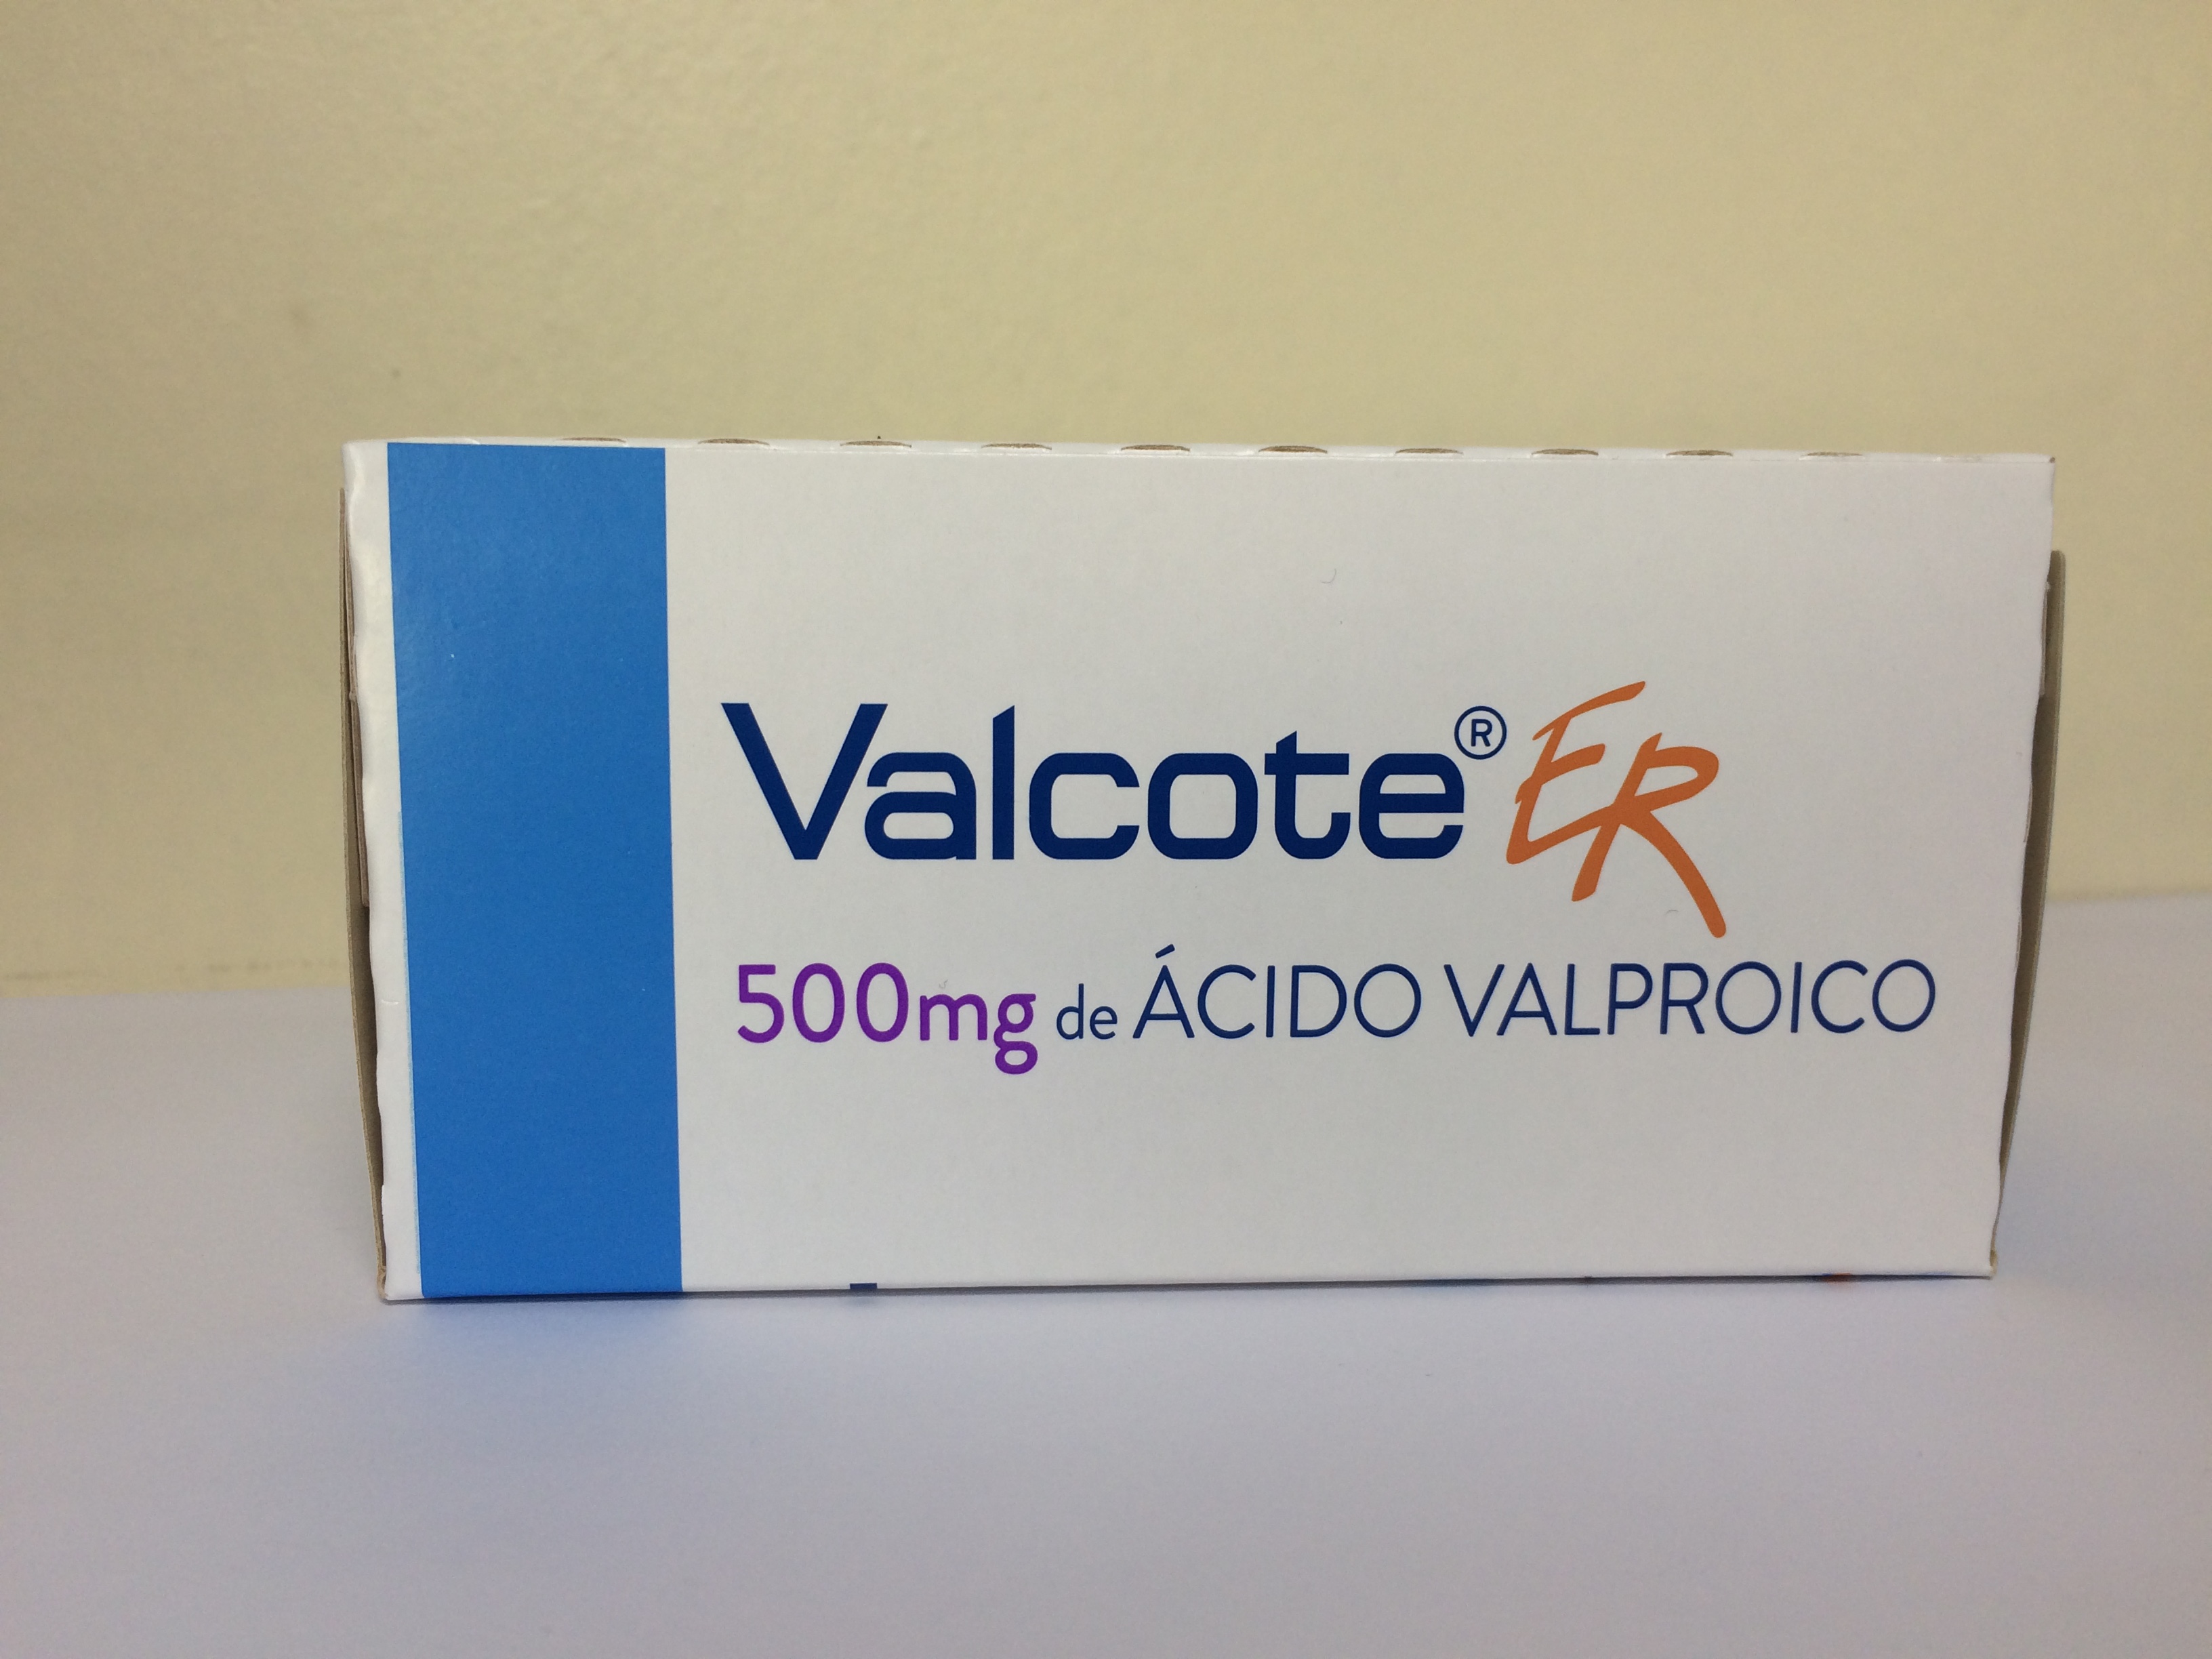 Valcote® ER
500mg de ÁCIDO VALPROICO